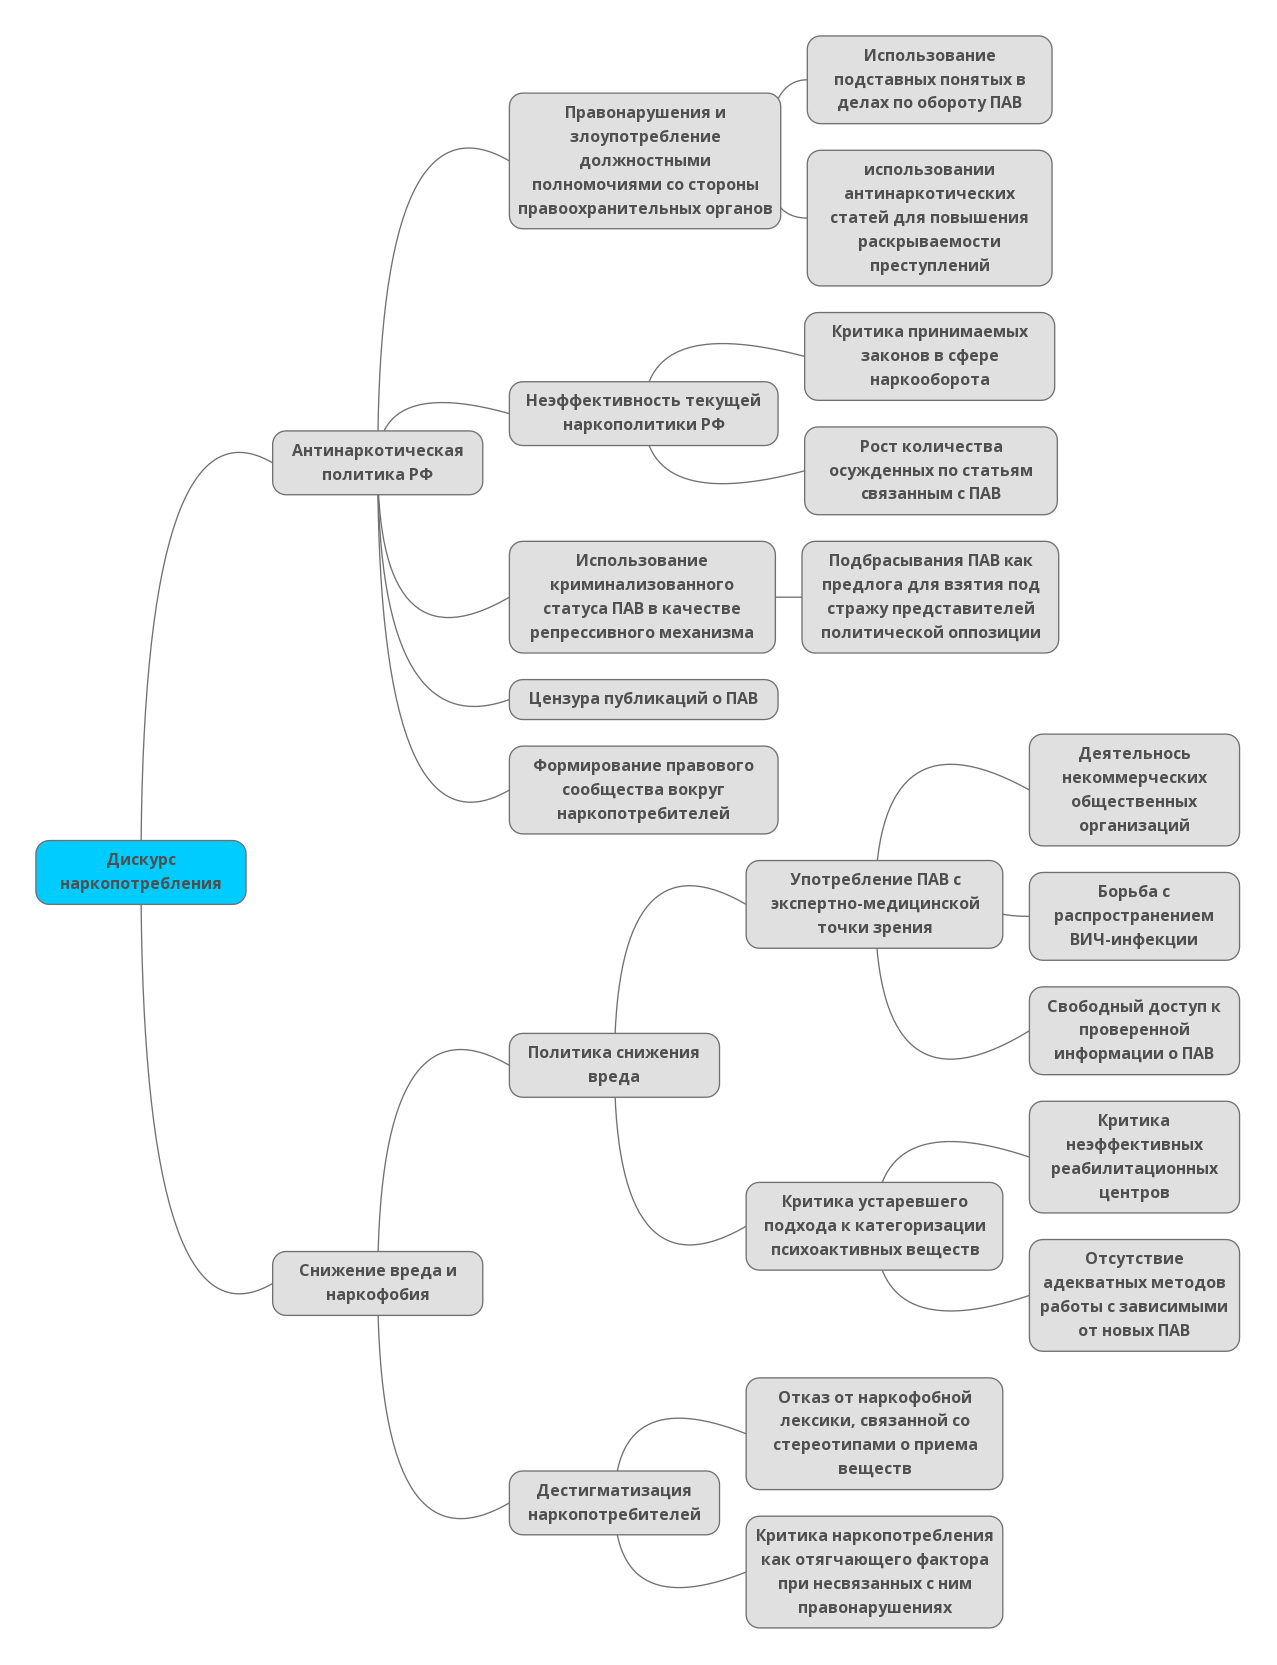 Использование
подставных понятых в
делах по обороту ПАВ
Правонарушения и
злоупотребление
должностными
полномочиями со стороны
правоохранительных органов
использовании
антинаркотических
статей для повышения
раскрываемости
преступлений
Критика принимаемых
законов в сфере
наркооборота
Неэффективность текущей
наркополитики РФ
Рост количества
осужденных по статьям
связанным с ПАВ
Антинаркотическая
политика РФ
Использование
криминализованного
статуса ПАВ в качестве
репрессивного механизма
Подбрасывания ПАВ как
предлога для взятия под
стражу представителей
политической оппозиции
Цензура публикаций о ПАВ
Формирование правового
сообщества вокруг
наркопотребителей
Дискурс
наркопотребления
Деятельнось
некоммерческих
общественных
организаций
Употребление ПАВ с
экспертно-медицинской
точки зрения
Борьба с
распространением
ВИЧ-инфекции
Свободный доступ к
проверенной
информации о ПАВ
Политика снижения
вреда
Критика
неэффективных
реабилитационных
центров
Критика устаревшего
подхода к категоризации
психоактивных веществ
Отсутствие
адекватных методов
работы с зависимыми
от новых ПАВ
Снижение вреда и
наркофобия
Отказ от наркофобной
лексики, связанной со
стереотипами о приема
веществ
Дестигматизация
наркопотребителей
Критика наркопотребления
как отягчающего фактора
при несвязанных с ним
правонарушениях